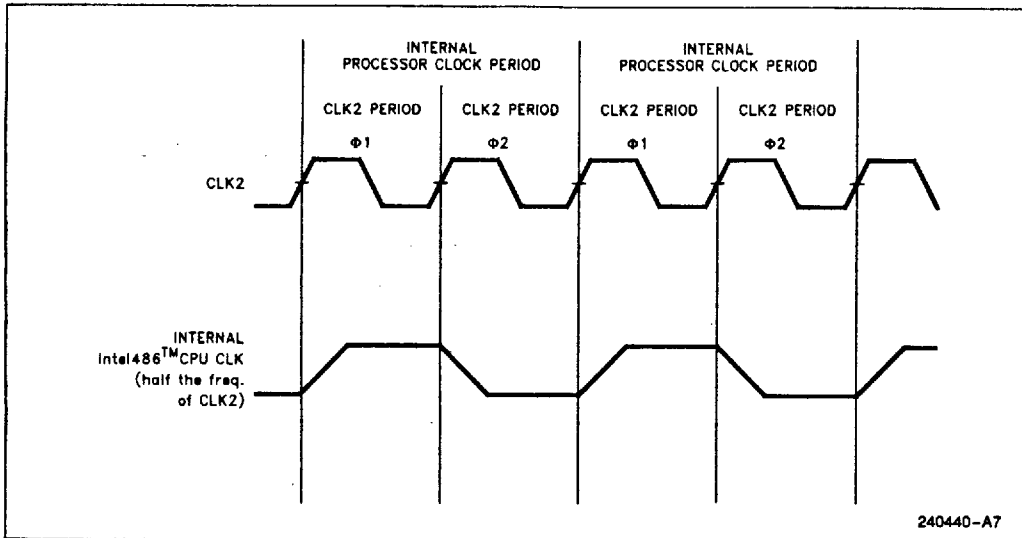 INTERNAL
PROCESSOR CLOCK PERIOD
INTERNAL
PROCESSOR CLOCK PERIOD
CLK2 PERIOD
CLK2 PERIOD
CLK2 PERIOD
CLK2 PERIOD
Φ1
Φ2
Φ1
Φ2
CLK2
INTERNAL
Intel486™CPU CLK
(half the freq.
of CLK2)
240440-A7